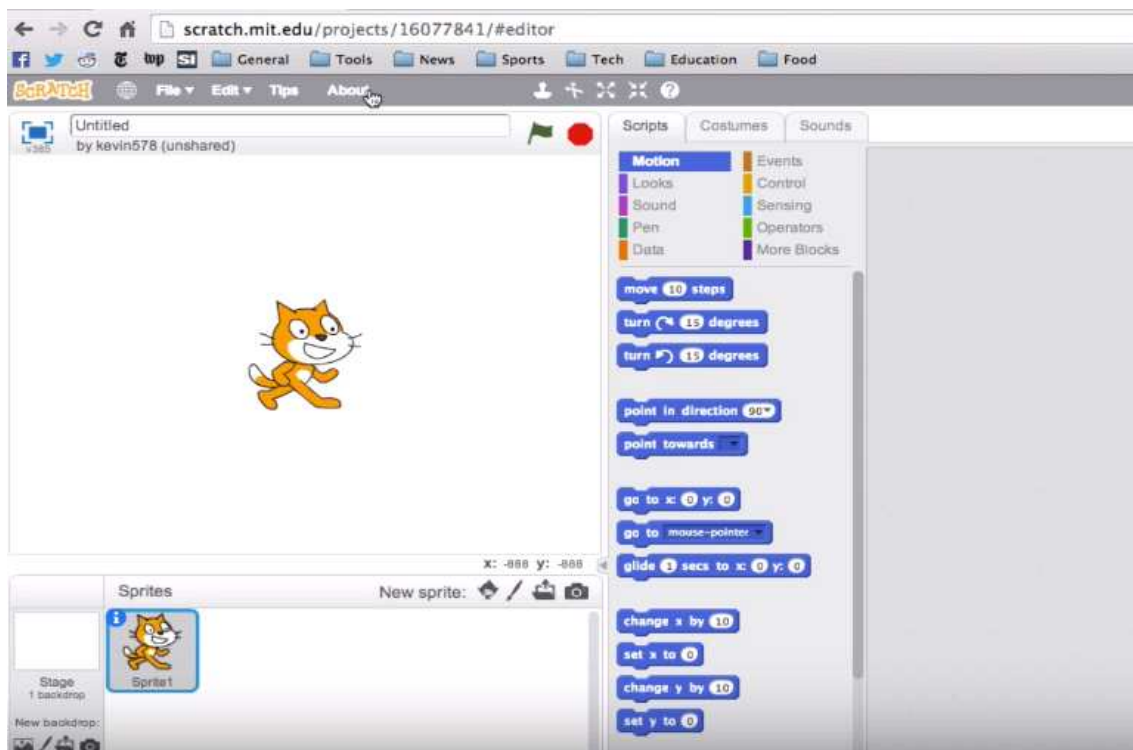 scratch.mit.edu/projects/16077841/#editor
General Tools News Sports Tech Education Food
SCRATCH File Edit Tips About
Untitled
v385
by kevin578 (unshared)
Scripts Costumes Sounds
Motion Events
Looks Control
Sound Sensing
Pen Operators
Data More Blocks
move 10 steps
turn 15 degrees
turn 15 degrees
point in direction 90
point towards
go to x: 0 y: 0
go to mouse-pointer
glide 1 secs to x: 0 y: 0
change x by 10
set x to 0
change y by 10
set y to 0
x: y:
Sprites New sprite:
Sprite1
Stage
1 backdrop
New backdrop: